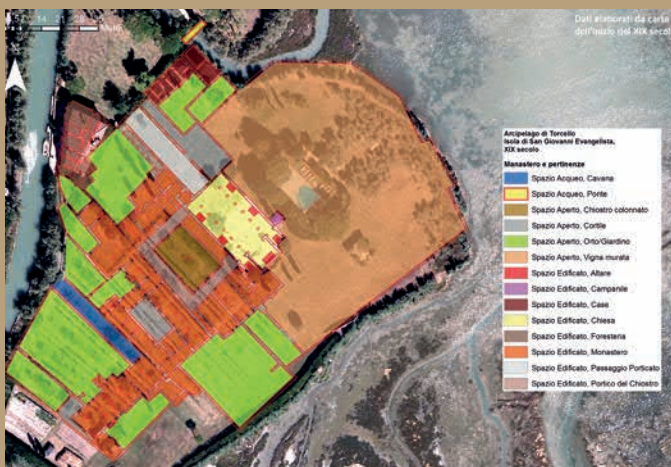 Dati elaborati da carte
dell'inizio del XIX secol
Metri
Arcipelago di Torcello
Isola di San Giovanni Evangelista,
XIX secolo
Monastero e pertinenze
Spazio Acqueo, Cavana
Spazio Acqueo, Ponte
Spazio Aperto, Chiostro colonnato
Spazio Aperto, Cortile
Spazio Aperto, Orto/Giardino
Spazio Aperto, Vigna murata
Spazio Edificato, Altare
Spazio Edificato, Campanile
Spazio Edificato, Case
Spazio Edificato, Chiesa
Spazio Edificato, Foresteria
Spazio Edificato, Monastero
Spazio Edificato, Passaggio Porticato
Spazio Edificato, Portico del Chiostro